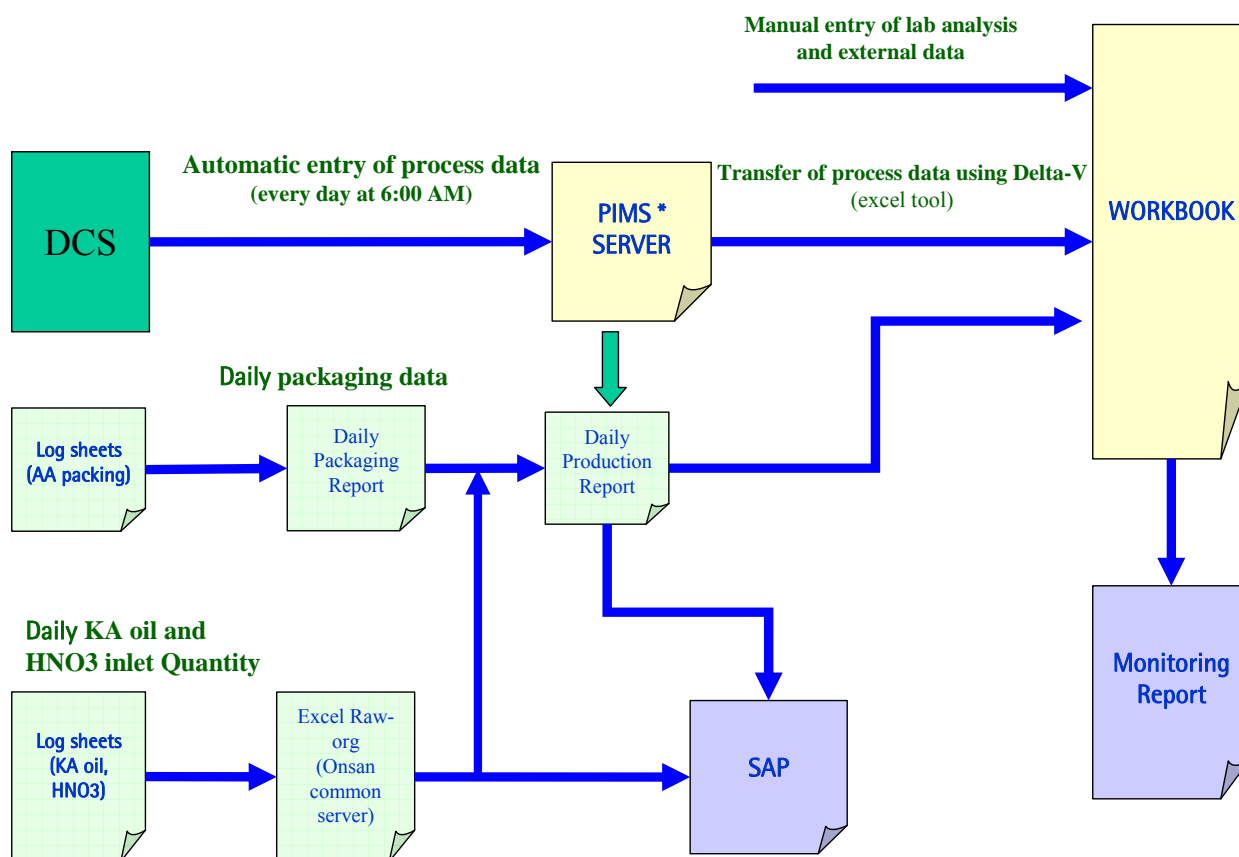 Manual entry of lab analysis
and external data
Automatic entry of process data
(every day at 6:00 AM)
Transfer of process data using Delta-V
(excel tool)
DCS
PIMS *
SERVER
WORKBOOK
Daily packaging data
Log sheets
(AA packing)
Daily
Packaging
Report
Daily
Production
Report
Daily KA oil and
HNO3 inlet Quantity
Log sheets
(KA oil,
HNO3)
Excel Raw-
org
(Onsan
common
server)
SAP
Monitoring
Report